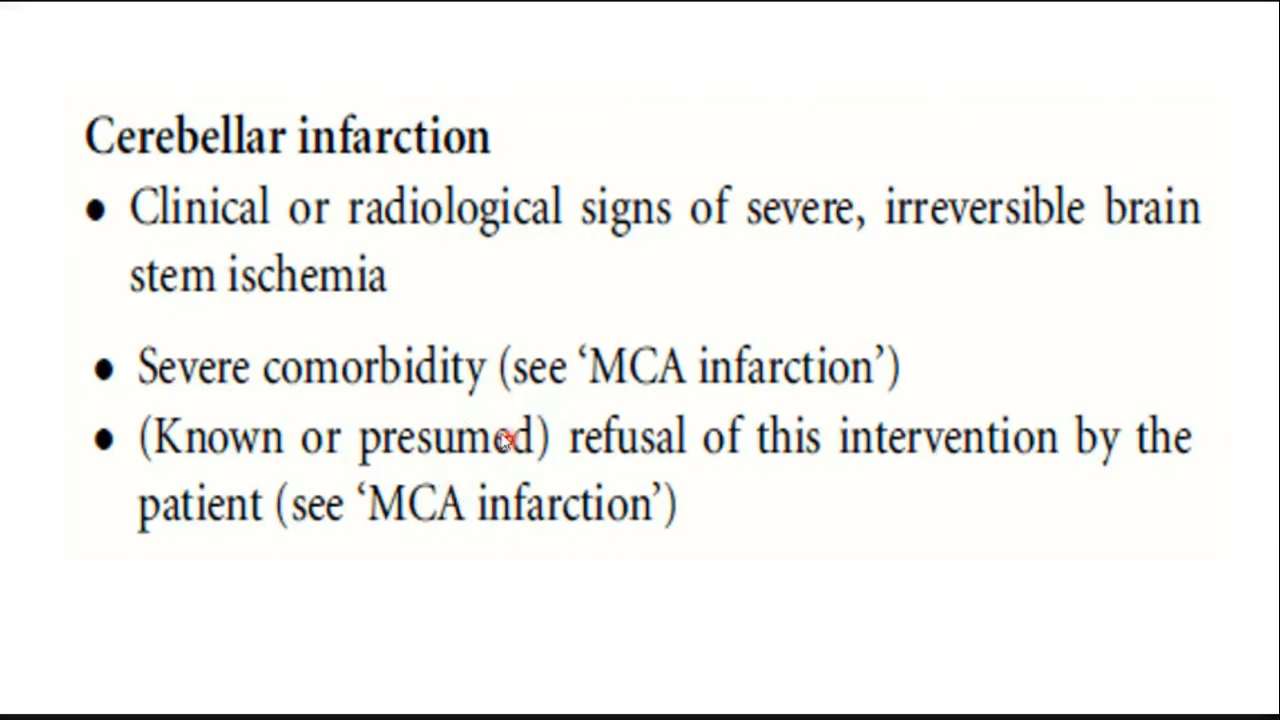 Cerebellar infarction
● Clinical or radiological signs of severe, irreversible brain
stem ischemia
● Severe comorbidity (see ‘MCA infarction’)
● (Known or presumed) refusal of this intervention by the
patient (see ‘MCA infarction’)